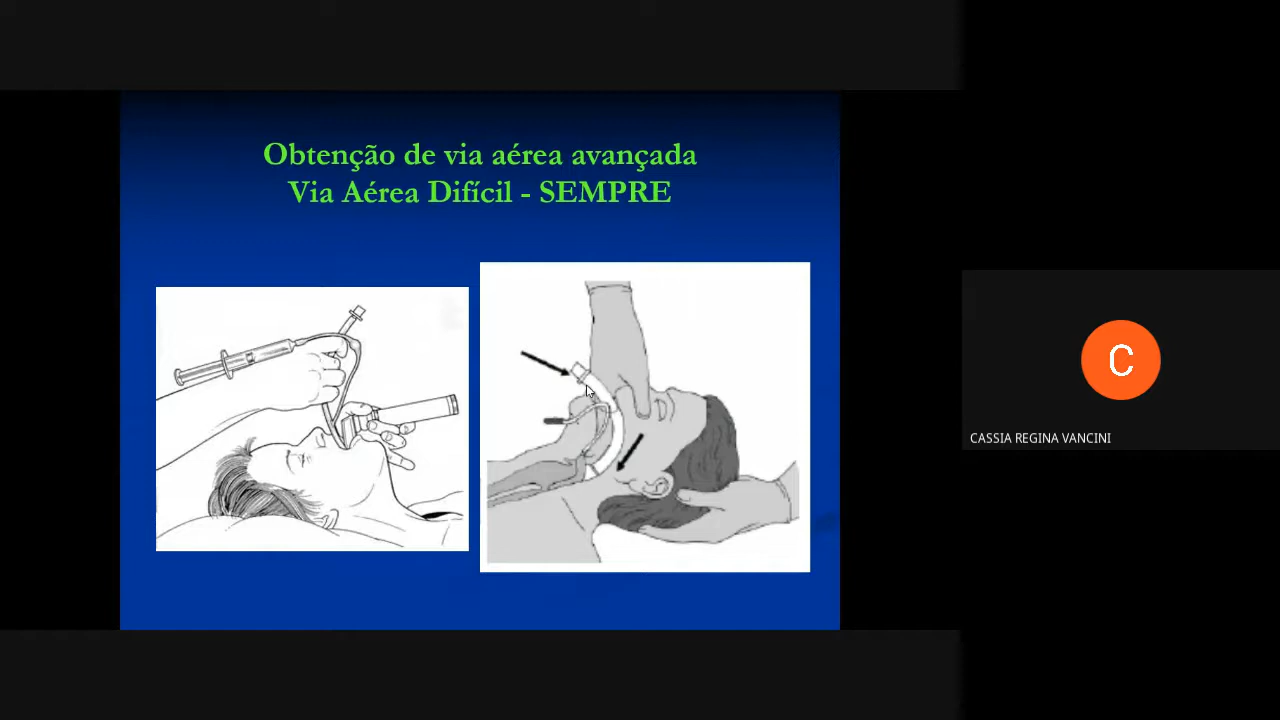 Obtenção de via aérea avançada
Via Aérea Difícil - SEMPRE
C
CASSIA REGINA VANCINI